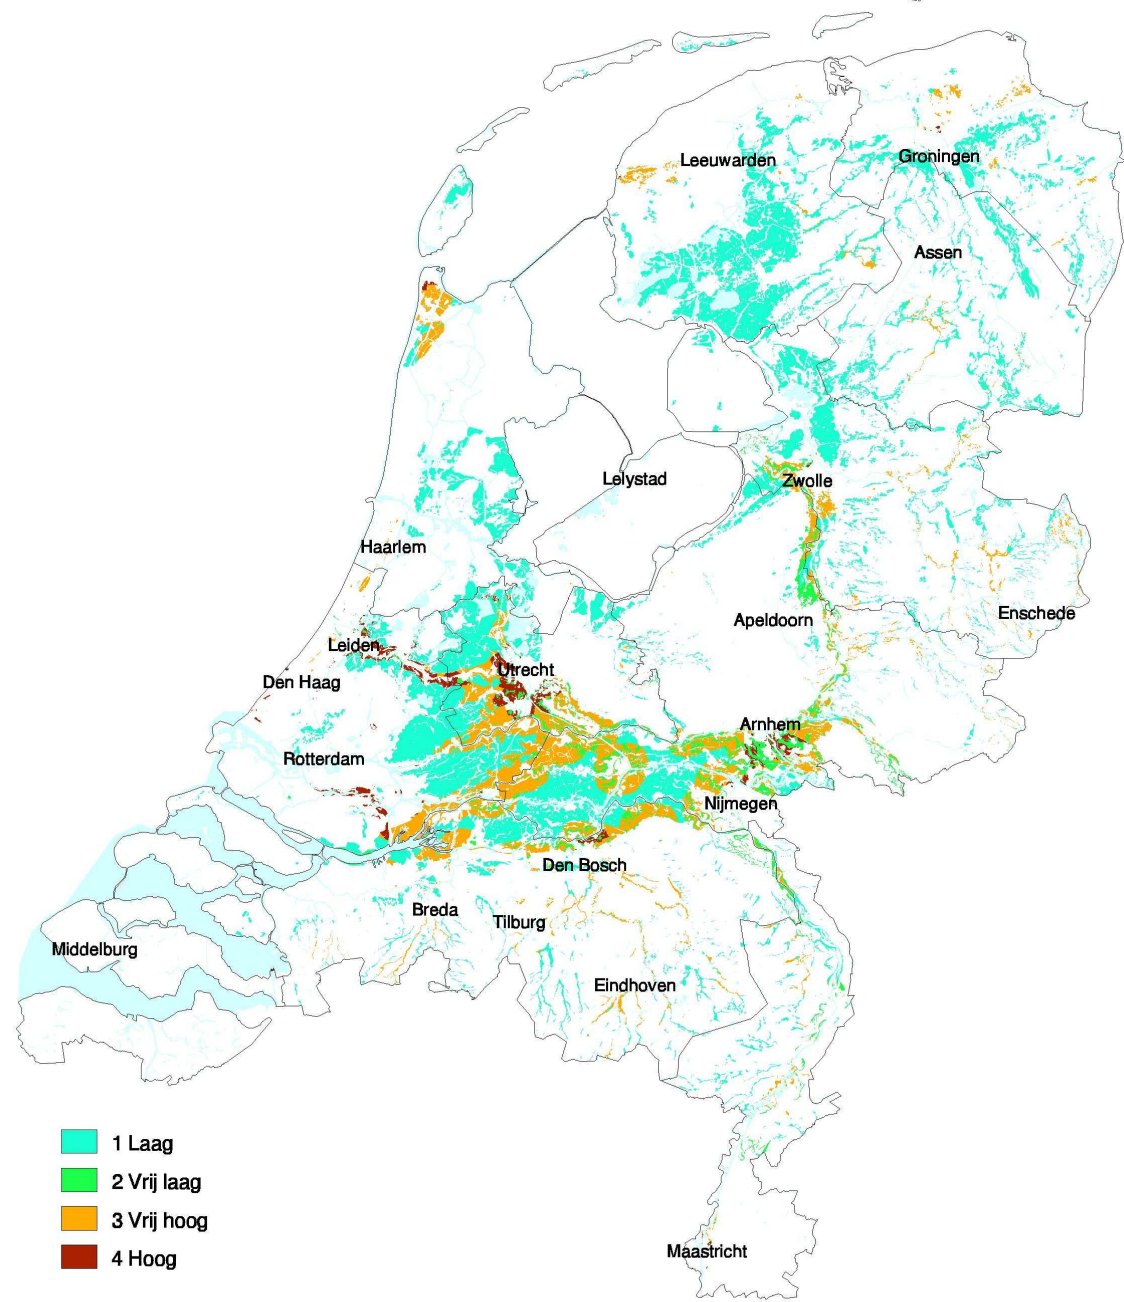 Leeuwarden
Groningen
Assen
Lelystad
Zwolle
Haarlem
Apeldoorn
Enschede
Leiden
Utrecht
Den Haag
Arnhem
Rotterdam
Nijmegen
Den Bosch
Breda
Tilburg
Middelburg
Eindhoven
1 Laag
2 Vrij laag
3 Vrij hoog
4 Hoog
Maastricht